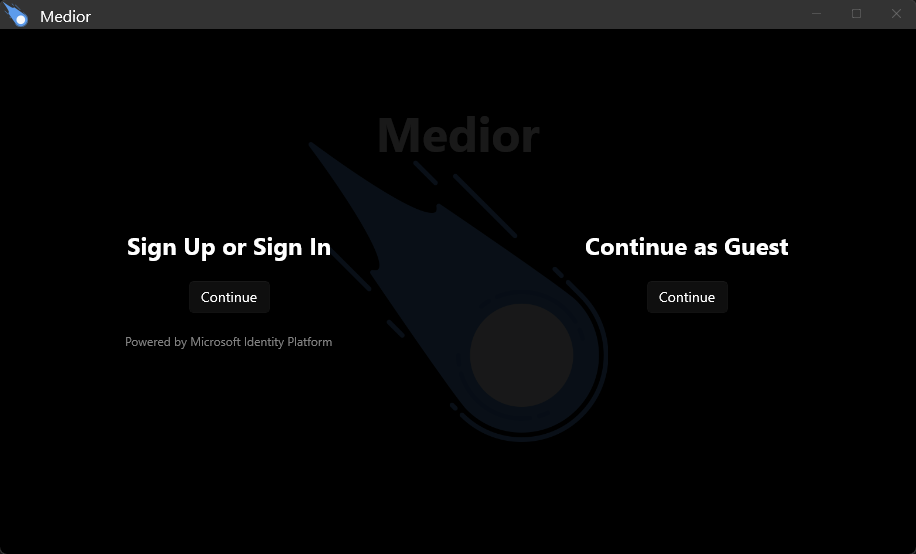 Medior
Medior
Sign Up or Sign In
Continue as Guest
Continue
Continue
Powered by Microsoft Identity Platform